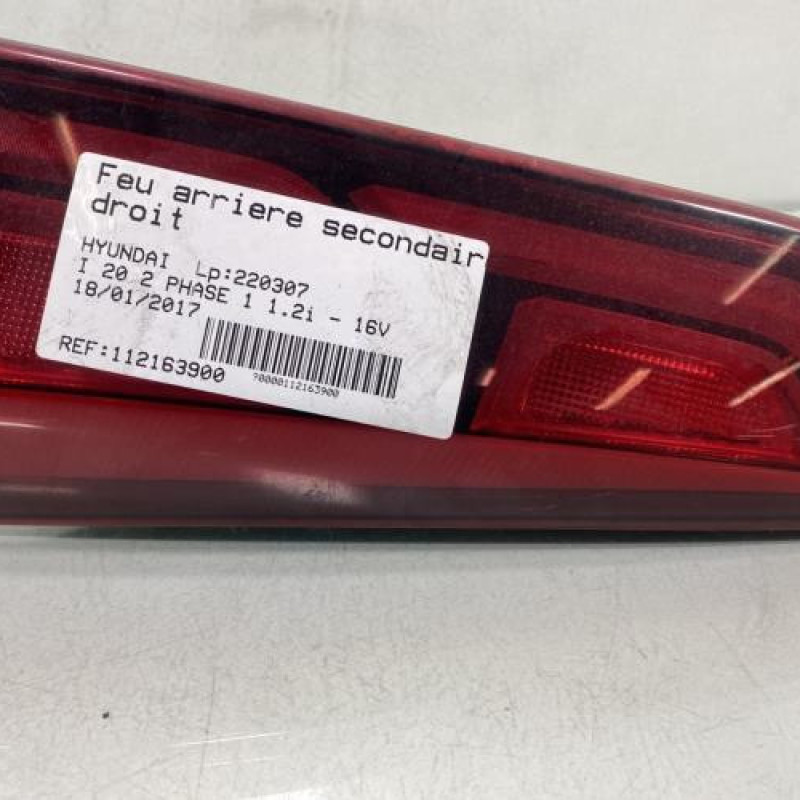 Feu arriere secondair
droit
HYUNDAI Lp:220307
I 20 2 PHASE 1 1.2i - 16V
18/01/2017
REF:112163900
?0000112163900